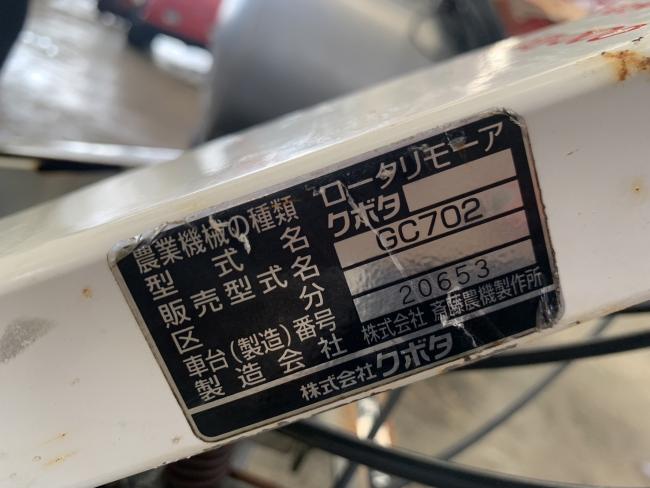 農業機械の種類 ロータリモーア
型式名 クボタ
販売型式名 GC702
区分
車台(製造)番号 20653
製造会社 株式会社 斎藤農機製作所
株式会社クボタ